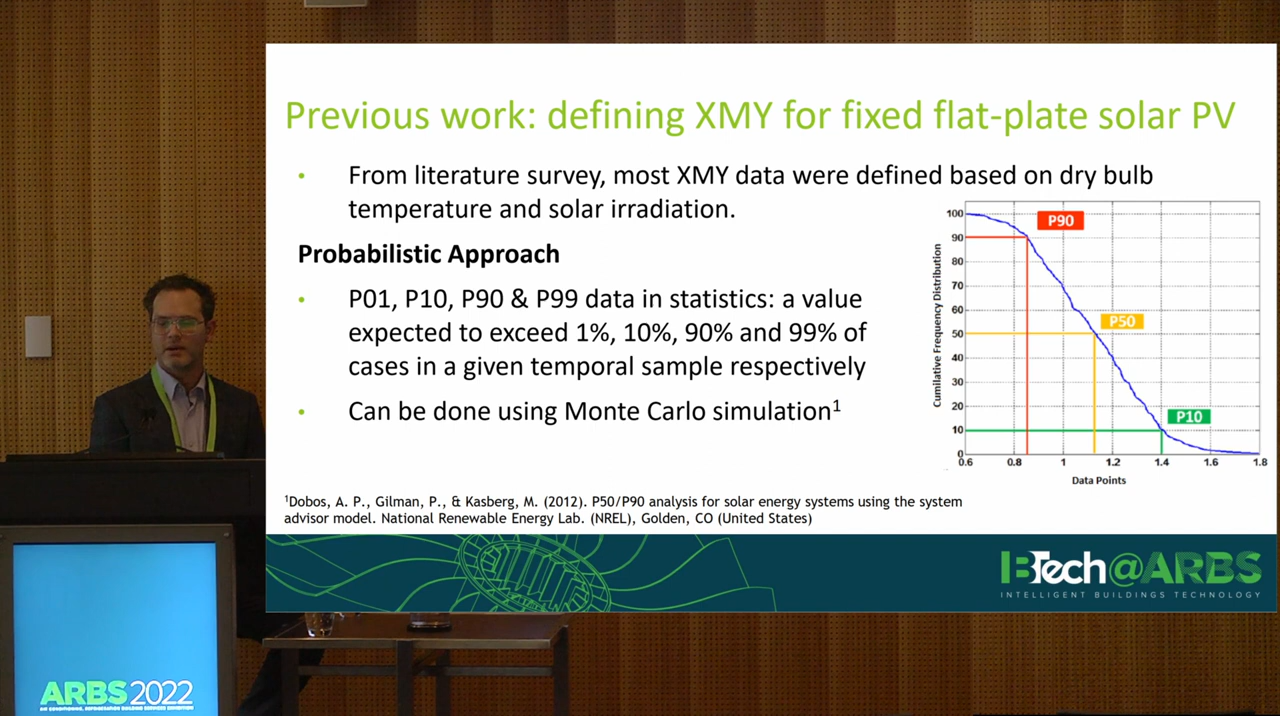 Previous work: defining XMY for fixed flat-plate solar PV
• From literature survey, most XMY data were defined based on dry bulb
temperature and solar irradiation.
Probabilistic Approach
• P01, P10, P90 & P99 data in statistics: a value
expected to exceed 1%, 10%, 90% and 99% of
cases in a given temporal sample respectively
• Can be done using Monte Carlo simulation¹
Cumilative Frequency Distribution
100
90
80
70
60
50
40
30
20
10
0
P90
P50
P10
0.6 0.8 1 1.2 1.4 1.6 1.8
Data Points
¹Dobos, A. P., Gilman, P., & Kasberg, M. (2012). P50/P90 analysis for solar energy systems using the system
advisor model. National Renewable Energy Lab. (NREL), Golden, CO (United States)
IBTech@ARBS
INTELLIGENT BUILDINGS TECHNOLOGY
ARBS2022